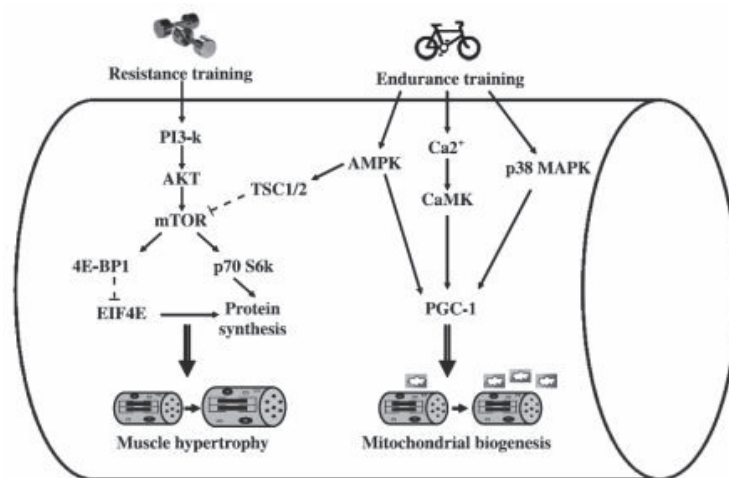 Resistance training
Endurance training
PI3-k
AKT
mTOR
4E-BP1
p70 S6k
EIF4E
Protein
synthesis
Muscle hypertrophy
TSC1/2
AMPK
Ca2⁺
CaMK
p38 MAPK
PGC-1
Mitochondrial biogenesis